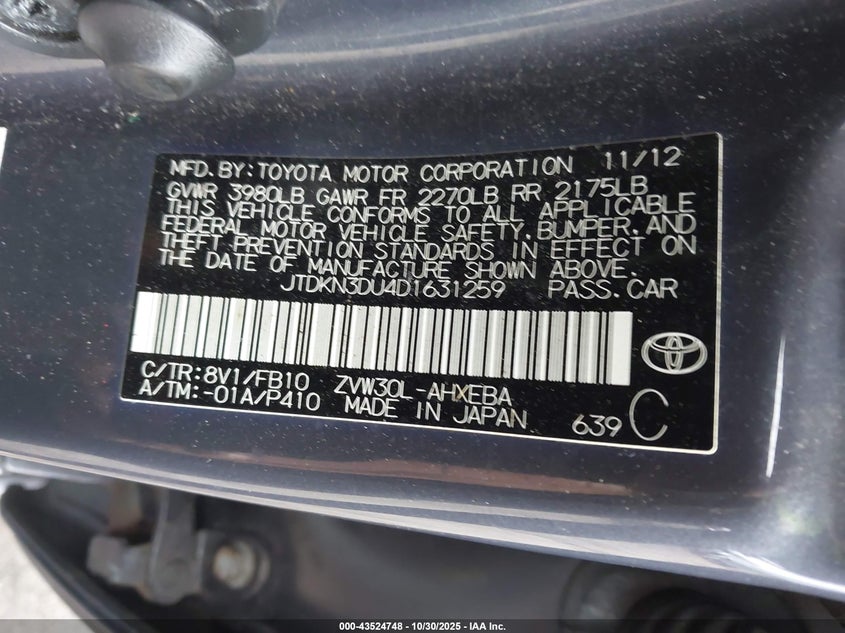 MFD. BY: TOYOTA MOTOR CORPORATION 11/12
GVWR 3980LB GAWR FR 2270LB RR 2175LB
THIS VEHICLE CONFORMS TO ALL APPLICABLE
FEDERAL MOTOR VEHICLE SAFETY, BUMPER, AND
THEFT PREVENTION STANDARDS IN EFFECT ON
THE DATE OF MANUFACTURE SHOWN ABOVE.
JTDKN3DU4D1631259 PASS. CAR
C/TR: 8V1/FB10 ZVW30L-AHXEBA
A/TM: -01A/P410 MADE IN JAPAN
639 C
000-43524748 - 10/30/2025 - IAA Inc.